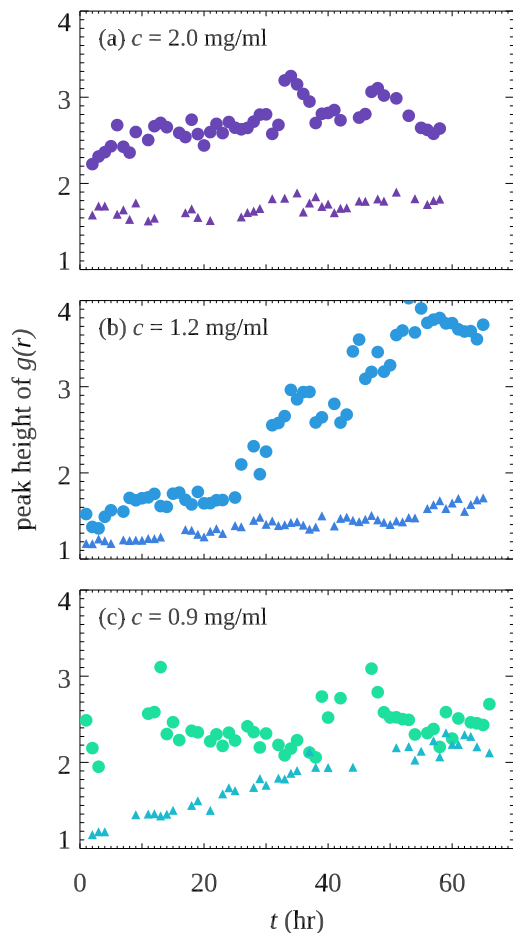 4
(a) c = 2.0 mg/ml
3
2
1
4
(b) c = 1.2 mg/ml
3
2
1
peak height of g(r)
4
(c) c = 0.9 mg/ml
3
2
1
0 20 40 60
t (hr)